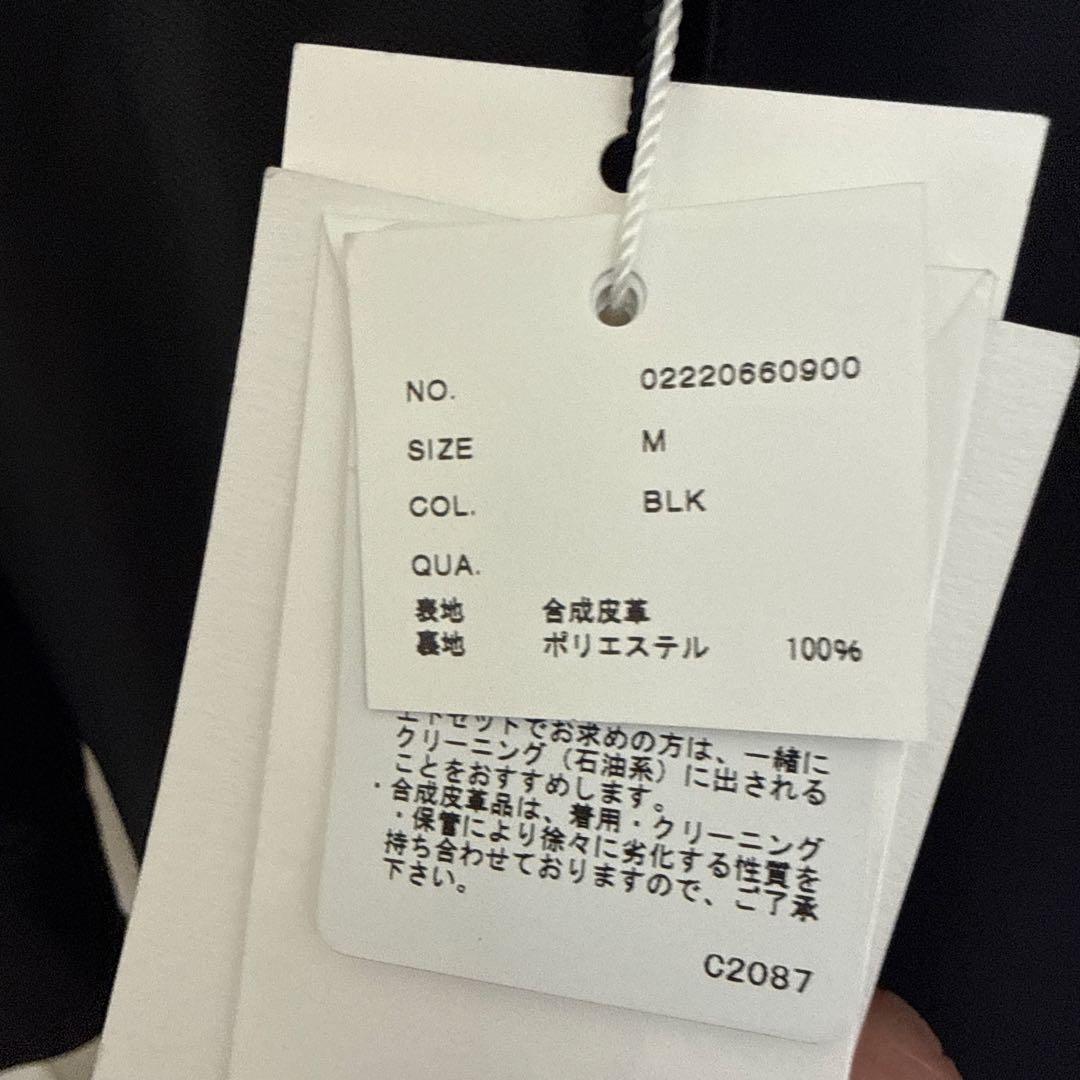 NO. 02220660900
SIZE M
COL. BLK
QUA.
表地 合成皮革
裏地 ポリエステル 100%
エトセットでお求めの方は、一緒に
クリーニング（石油系）に出される
ことをおすすめします。
・合成皮革品は、着用・クリーニング
・保管により徐々に劣化する性質を
持ち合わせておりますので、ご了承
下さい。
C2087